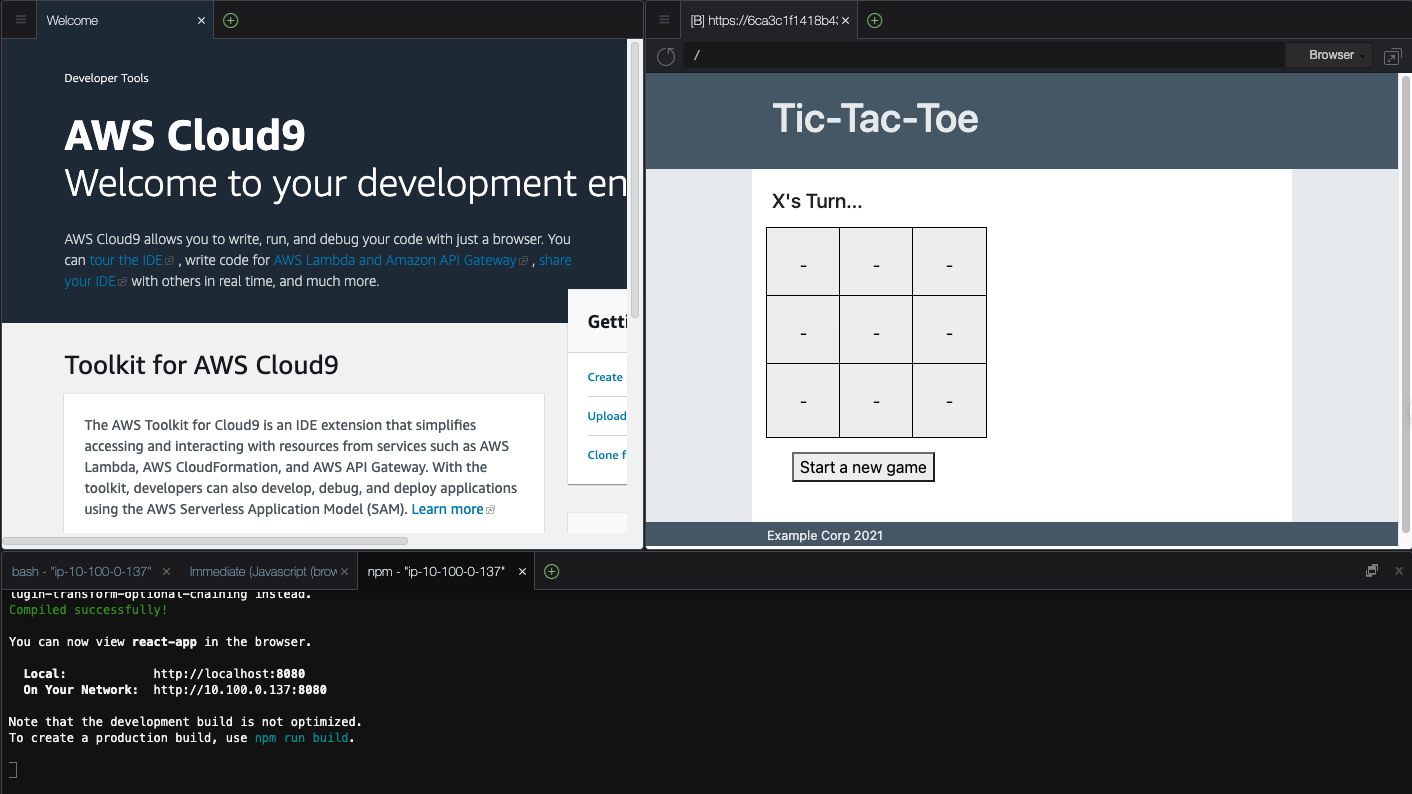 Welcome
Developer Tools
AWS Cloud9
Welcome to your development en
AWS Cloud9 allows you to write, run, and debug your code with just a browser. You
can tour the IDE , write code for AWS Lambda and Amazon API Gateway , share
your IDE with others in real time, and much more.
Getti
Create
Upload
Clone f
Toolkit for AWS Cloud9
The AWS Toolkit for Cloud9 is an IDE extension that simplifies
accessing and interacting with resources from services such as AWS
Lambda, AWS CloudFormation, and AWS API Gateway. With the
toolkit, developers can also develop, debug, and deploy applications
using the AWS Serverless Application Model (SAM). Learn more
[B] https://6ca3c1f1418b4
/
Browser
Tic-Tac-Toe
X's Turn...
- - -
- - -
- - -
Start a new game
Example Corp 2021
bash - "ip-10-100-0-137" Immediate (Javascript (brow npm - "ip-10-100-0-137"
lugin-transform-optional-chaining instead.
Compiled successfully!
You can now view react-app in the browser.
Local: http://localhost:8080
On Your Network: http://10.100.0.137:8080
Note that the development build is not optimized.
To create a production build, use npm run build.